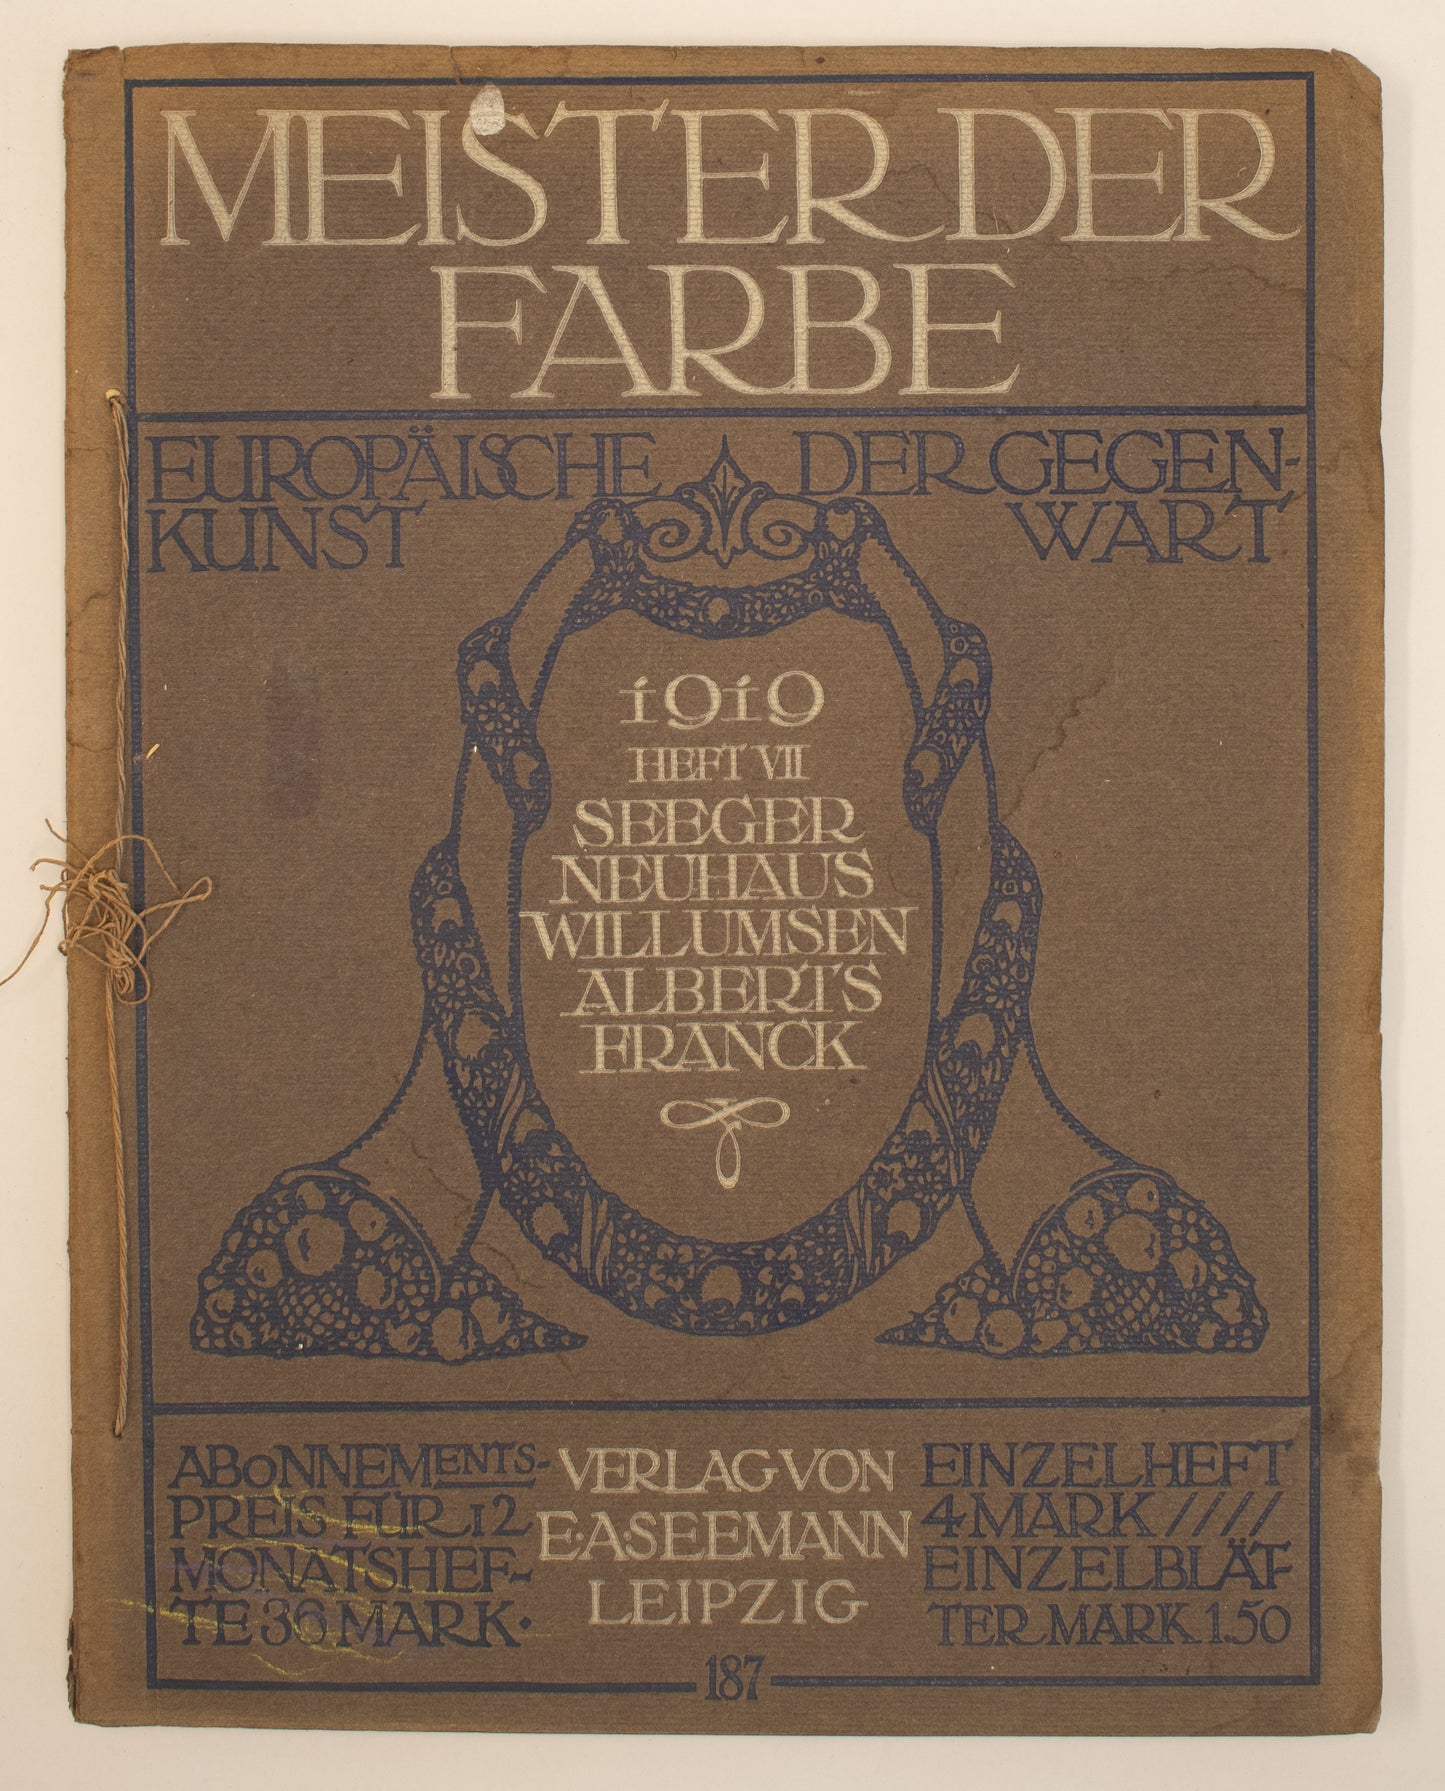 MEISTER DER
FARBE
EUROPÄISCHE
KUNST
DER GEGEN-
WART
1919
HEFT VII
SEEGER
NEUHAUS
WILLUMSEN
ALBERTS
FRANCK
ABONNEMENTS-
PREIS FÜR 12
MONATSHEF-
TE 36 MARK.
VERLAG VON
E·A·SEEMANN
LEIPZIG
EINZELHEFT
4 MARK ////
EINZELBLÄT-
TER MARK 1.50
187